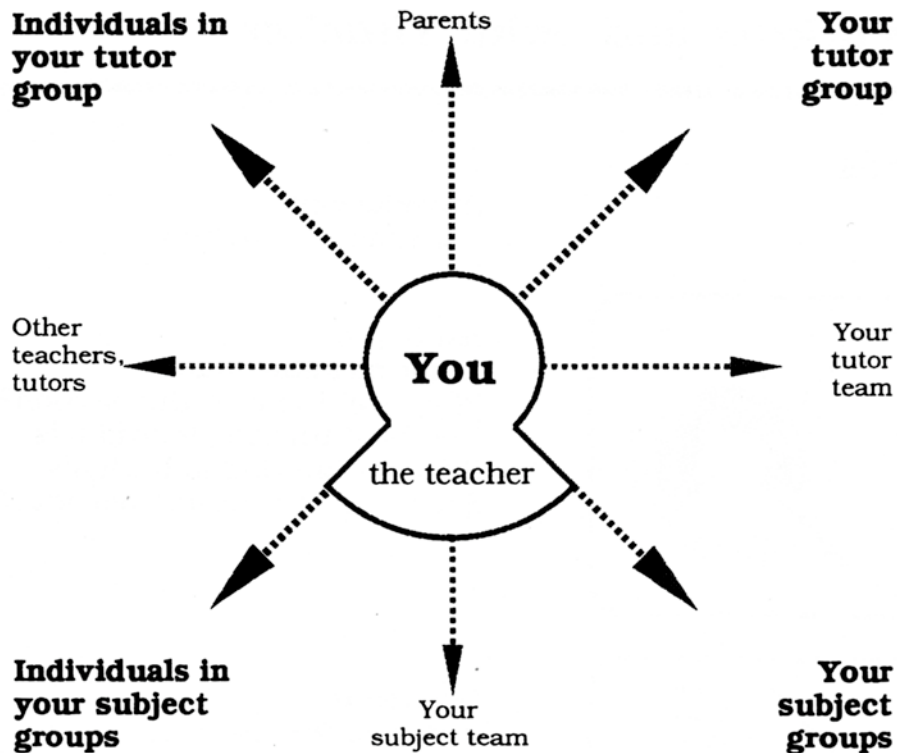 Individuals in
your tutor
group
Parents
Your
tutor
group
Other
teachers,
tutors
You
the teacher
Your
tutor
team
Individuals in
your subject
groups
Your
subject team
Your
subject
groups